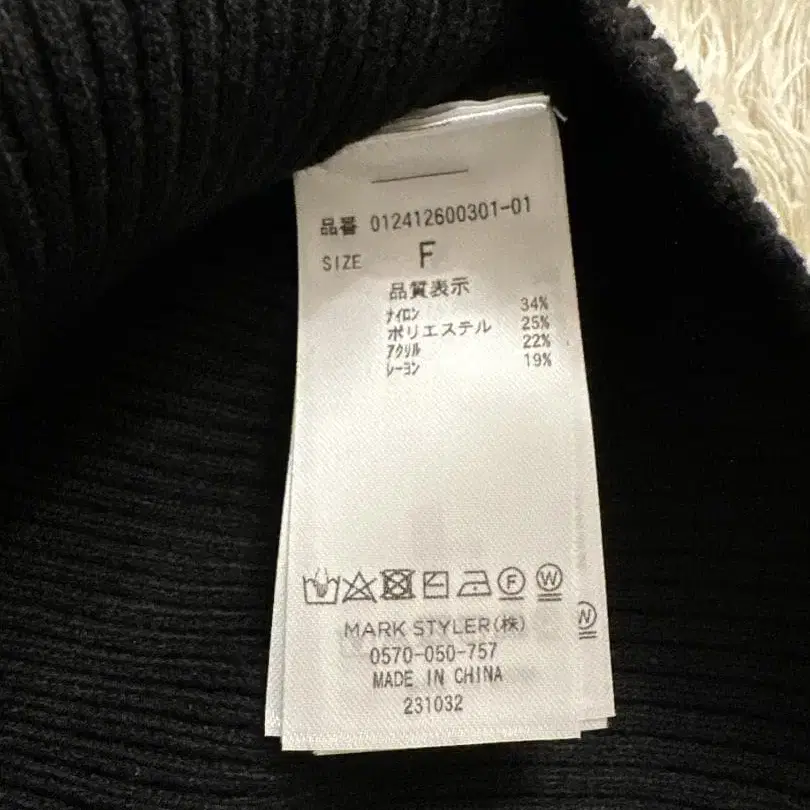 品番 012412600301-01
SIZE F
品質表示
ナイロン 34%
ポリエステル 25%
アクリル 22%
レーヨン 19%
F W
W
MARK STYLER(株)
0570-050-757
MADE IN CHINA
231032